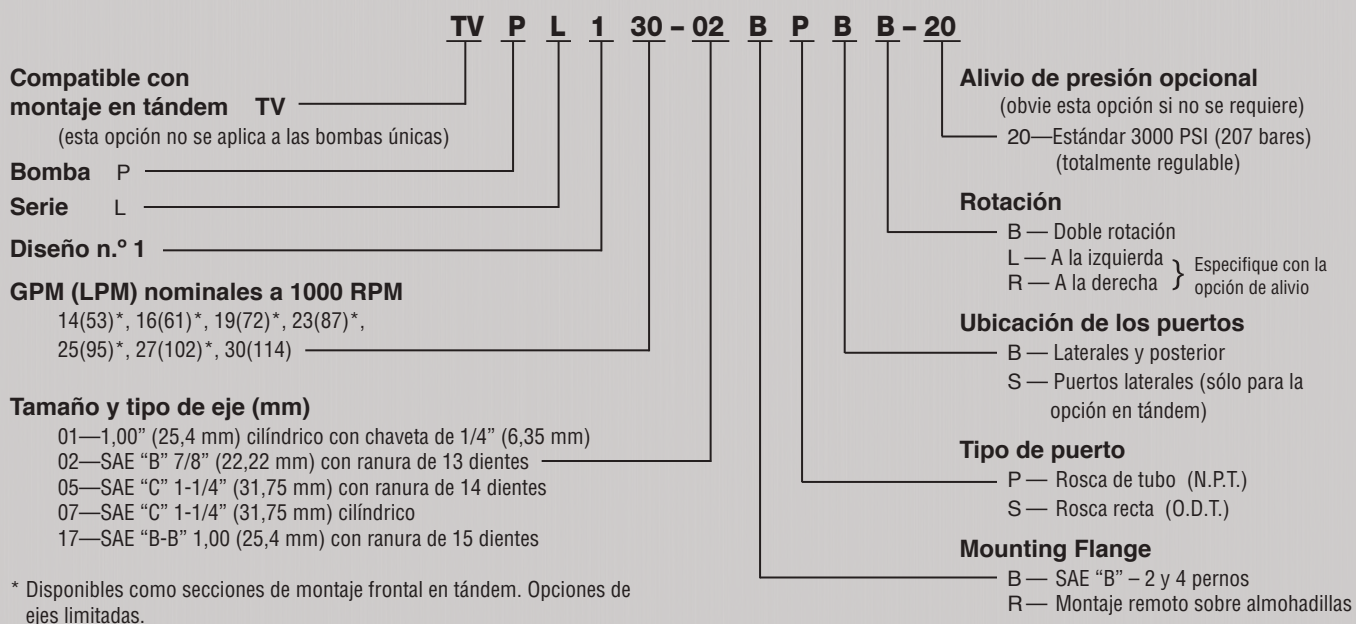 TV P L 1 30 – 02 B P B B – 20
Compatible con
montaje en tándem TV
(esta opción no se aplica a las bombas únicas)
Bomba P
Serie L
Diseño n.º 1
GPM (LPM) nominales a 1000 RPM
14(53)*, 16(61)*, 19(72)*, 23(87)*,
25(95)*, 27(102)*, 30(114)
Tamaño y tipo de eje (mm)
01—1,00” (25,4 mm) cilíndrico con chaveta de 1/4” (6,35 mm)
02—SAE “B” 7/8” (22,22 mm) con ranura de 13 dientes
05—SAE “C” 1-1/4” (31,75 mm) con ranura de 14 dientes
07—SAE “C” 1-1/4” (31,75 mm) cilíndrico
17—SAE “B-B” 1,00 (25,4 mm) con ranura de 15 dientes
* Disponibles como secciones de montaje frontal en tándem. Opciones de
ejes limitadas.
Alivio de presión opcional
(obvie esta opción si no se requiere)
20—Estándar 3000 PSI (207 bares)
(totalmente regulable)
Rotación
B — Doble rotación
L — A la izquierda
R — A la derecha
} Especifique con la
opción de alivio
Ubicación de los puertos
B — Laterales y posterior
S — Puertos laterales (sólo para la
opción en tándem)
Tipo de puerto
P — Rosca de tubo (N.P.T.)
S — Rosca recta (O.D.T.)
Mounting Flange
B — SAE “B” – 2 y 4 pernos
R — Montaje remoto sobre almohadillas